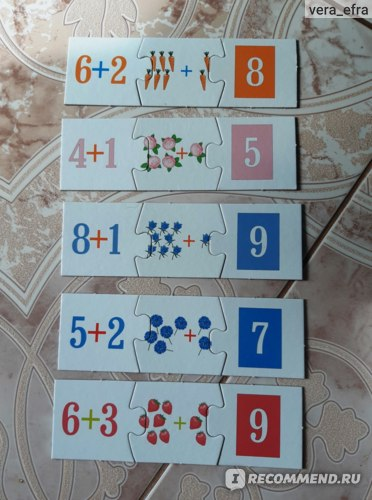 vera_efra
6+2 + 8
4+1 + 5
8+1 + 9
5+2 + 7
6+3 + 9
RECOMMEND.RU